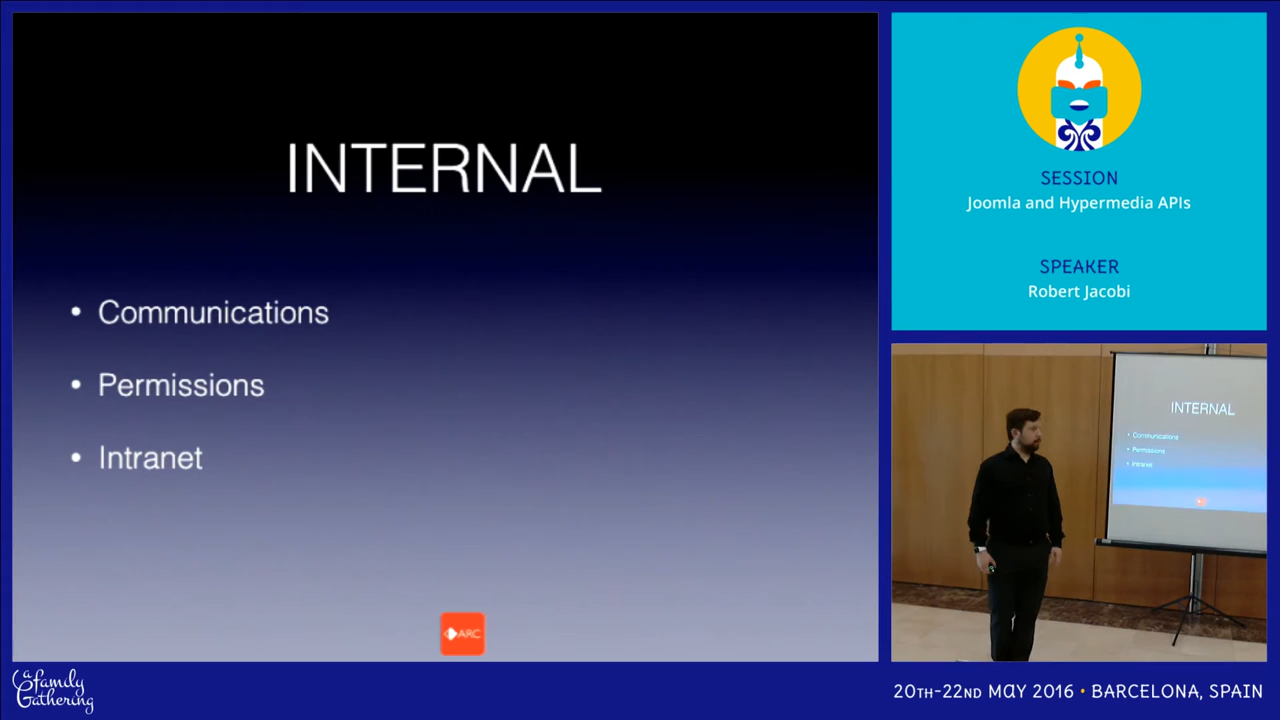 INTERNAL
• Communications
• Permissions
• Intranet
ARC
SESSION
Joomla and Hypermedia APIs
SPEAKER
Robert Jacobi
INTERNAL
• Communications
• Permissions
• Intranet
a family
Gathering
20TH-22ND MAY 2016 • BARCELONA, SPAIN